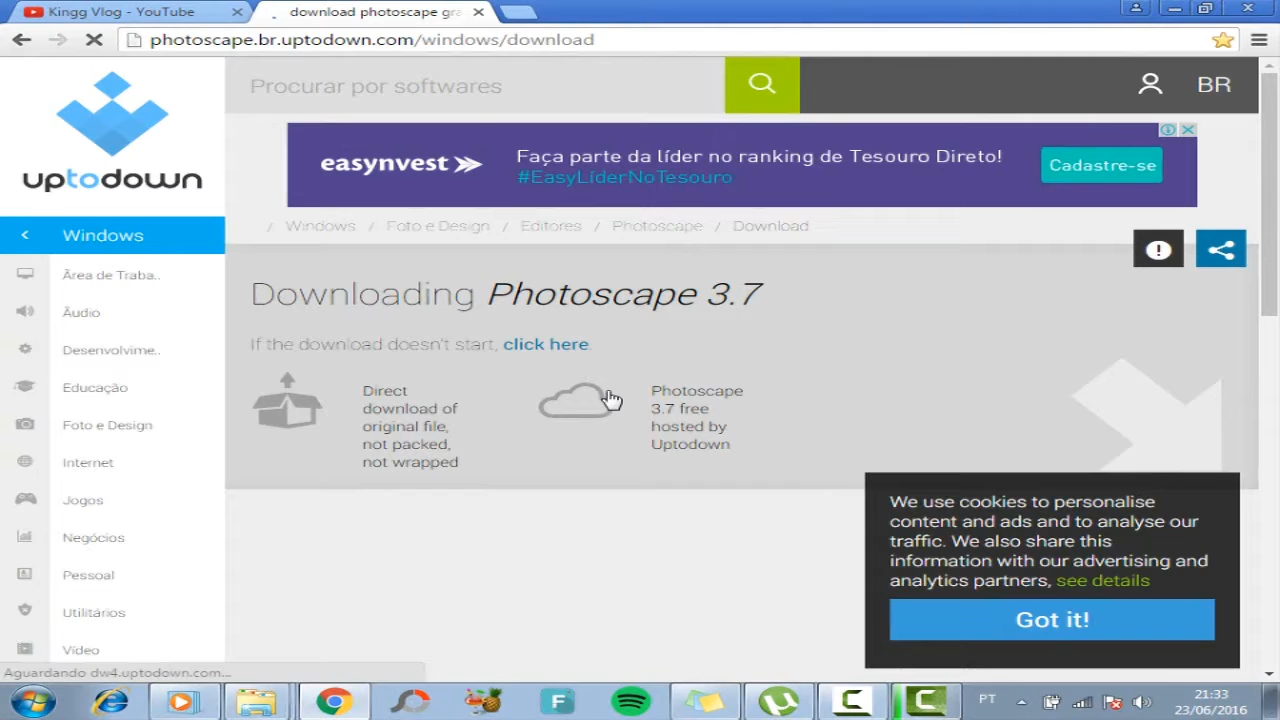 Kingg Vlog - YouTube
download photoscape gra
photoscape.br.uptodown.com/windows/download
uptodown
Procurar por softwares
BR
easynvest
Faça parte da líder no ranking de Tesouro Direto!
#EasyLíderNoTesouro
Cadastre-se
/ Windows / Foto e Design / Editores / Photoscape / Download
< Windows
Área de Traba..
Áudio
Desenvolvime..
Educação
Foto e Design
Internet
Jogos
Negócios
Pessoal
Utilitários
Vídeo
Downloading Photoscape 3.7
If the download doesn't start, click here.
Direct
download of
original file,
not packed,
not wrapped
Photoscape
3.7 free
hosted by
Uptodown
We use cookies to personalise
content and ads and to analyse our
traffic. We also share this
information with our advertising and
analytics partners, see details
Got it!
Aguardando dw4.uptodown.com...
F
C
C
PT
21:33
23/06/2016